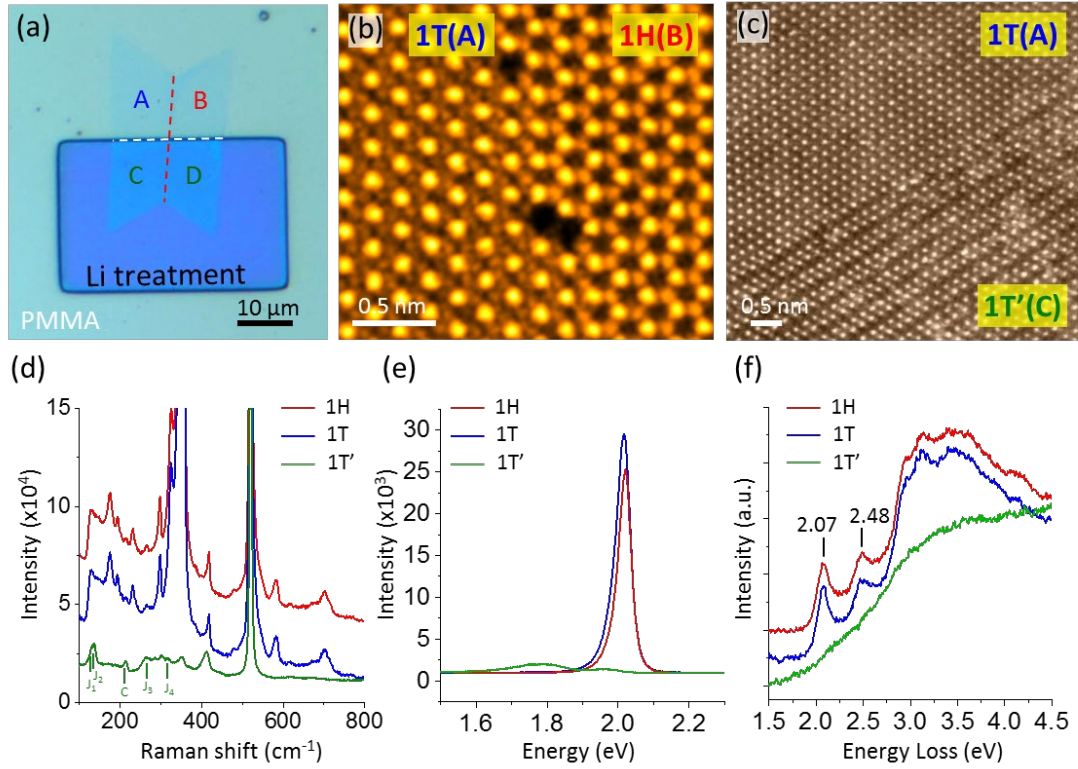 (a)
A
B
C
D
Li treatment
PMMA
10 μm
(b)
1T(A)
1H(B)
0.5 nm
(c)
1T(A)
0.5 nm
1T’(C)
(d)
15
10
5
0
Intensity (x10⁴)
1H
1T
1T’
J₁
J₂
C
J₃
J₄
200
400
600
800
Raman shift (cm⁻¹)
(e)
30
25
20
15
10
5
0
Intensity (x10³)
1H
1T
1T’
1.6
1.8
2.0
2.2
Energy (eV)
(f)
Intensity (a.u.)
1H
1T
1T’
2.07
2.48
1.5
2.0
2.5
3.0
3.5
4.0
4.5
Energy Loss (eV)